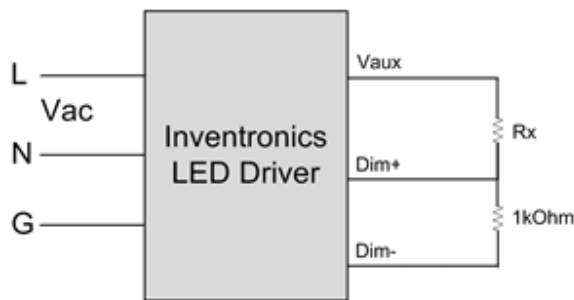 L
Vac
N
G
Inventronics
LED Driver
Vaux
Rx
Dim+
1kOhm
Dim-